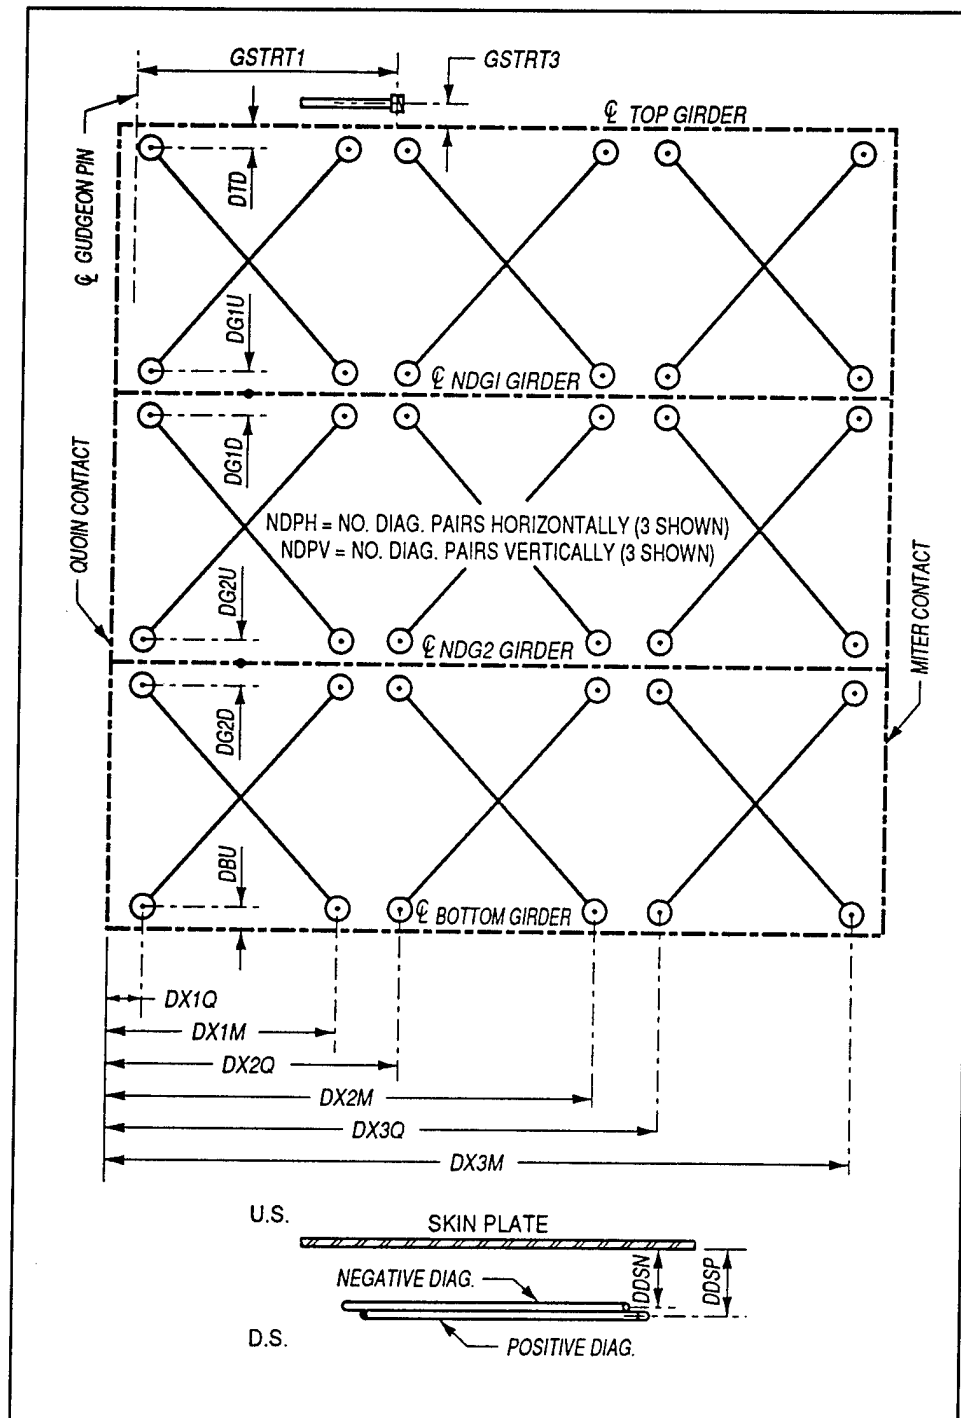 GSTRT1
GSTRT3
℄ TOP GIRDER
℄ GUDGEON PIN
DTD
DG1U
℄ NDG1 GIRDER
DG1D
QUOIN CONTACT
NDPH = NO. DIAG. PAIRS HORIZONTALLY (3 SHOWN)
NDPV = NO. DIAG. PAIRS VERTICALLY (3 SHOWN)
DG2U
℄ NDG2 GIRDER
MITER CONTACT
DG2D
DBU
℄ BOTTOM GIRDER
DX1Q
DX1M
DX2Q
DX2M
DX3Q
DX3M
U.S.
SKIN PLATE
NEGATIVE DIAG.
DDSN
DDSP
D.S.
POSITIVE DIAG.